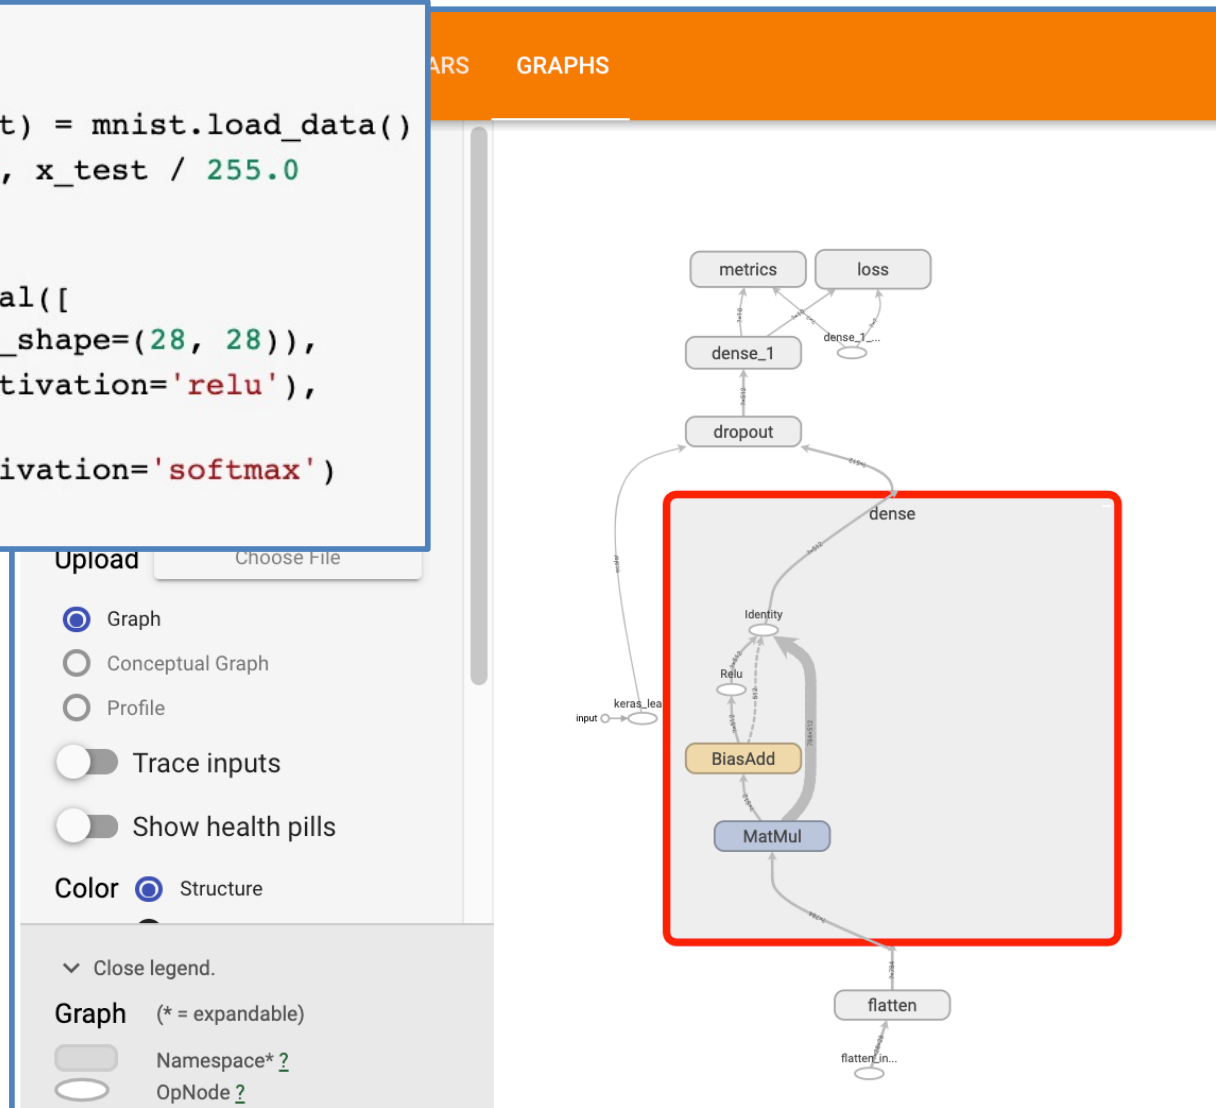 t) = mnist.load_data()
, x_test / 255.0
al([
_shape=(28, 28)),
tivation='relu'),
ivation='softmax')
ARS GRAPHS
Upload Choose File
Graph
Conceptual Graph
Profile
Trace inputs
Show health pills
Color Structure
Close legend.
Graph (* = expandable)
Namespace* ?
OpNode ?
metrics
loss
dense_1_...
dense_1
dropout
dense
Identity
Relu
keras_lea
input
BiasAdd
MatMul
flatten
flatten_in...